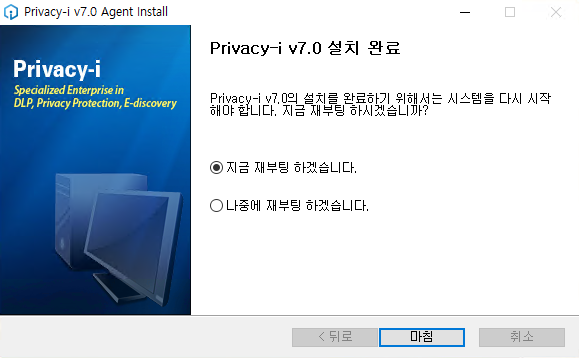 Privacy-i v7.0 Agent Install
Privacy-i
Specialized Enterprise in
DLP, Privacy Protection, E-discovery
Privacy-i v7.0 설치 완료
Privacy-i v7.0의 설치를 완료하기 위해서는 시스템을 다시 시작
해야 합니다. 지금 재부팅 하시겠습니까?
지금 재부팅 하겠습니다.
나중에 재부팅 하겠습니다.
< 뒤로
마침
취소